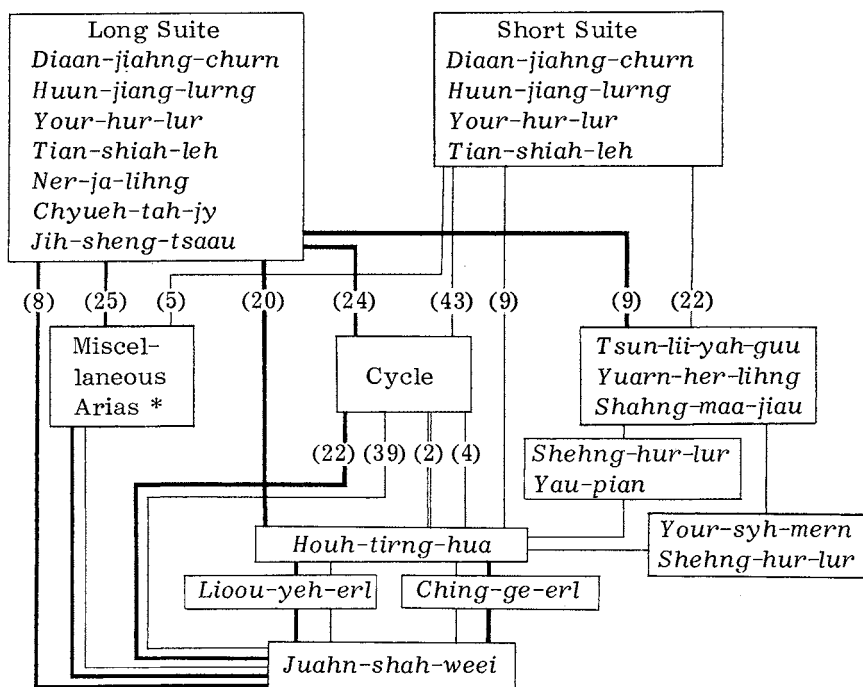 Long Suite
Diaan-jiahng-churn
Huun-jiang-lurng
Your-hur-lur
Tian-shiah-leh
Ner-ja-lihng
Chyueh-tah-jy
Jih-sheng-tsaau
Short Suite
Diaan-jiahng-churn
Huun-jiang-lurng
Your-hur-lur
Tian-shiah-leh
(8) (25) (5) (20) (24) (43) (9) (9) (22)
Miscel-
laneous
Arias *
Cycle
Tsun-lii-yah-guu
Yuarn-her-lihng
Shahng-maa-jiau
(22) (39) (2) (4)
Shehng-hur-lur
Yau-pian
Your-syh-mern
Shehng-hur-lur
Houh-tirng-hua
Lioou-yeh-erl
Ching-ge-erl
Juahn-shah-weei